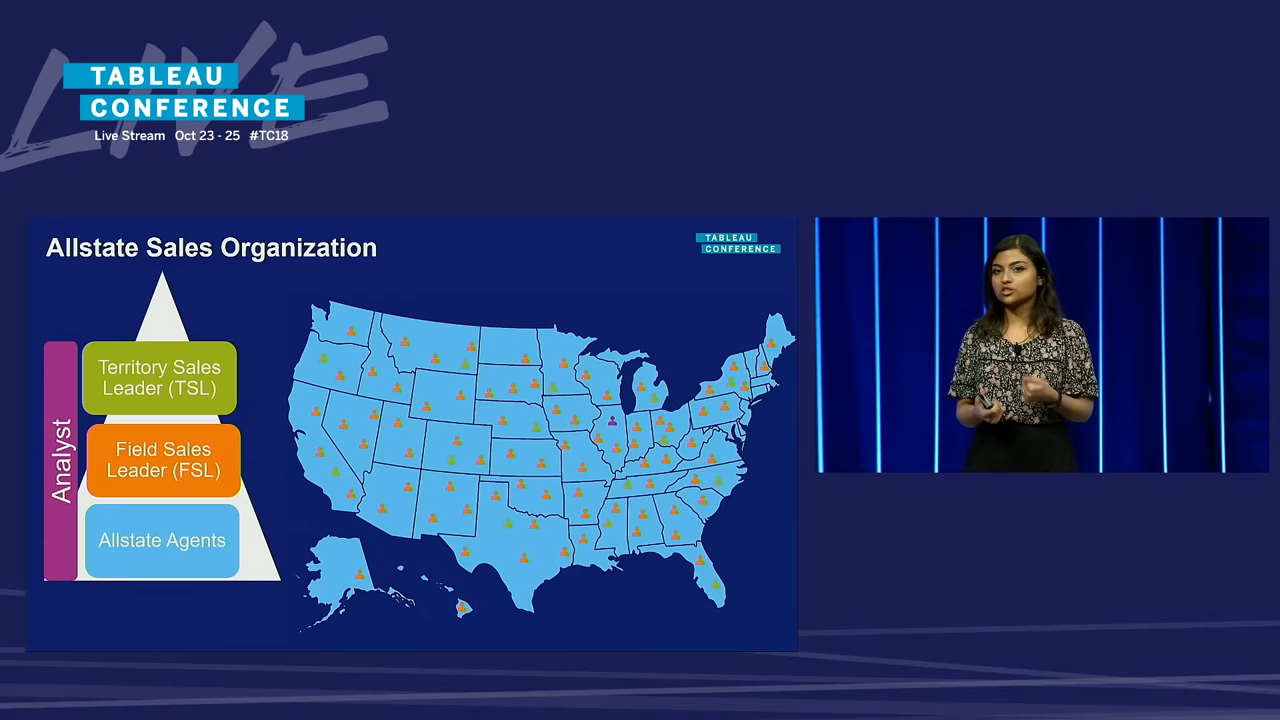 LIVE
TABLEAU
CONFERENCE
Live Stream Oct 23 - 25 #TC18
Allstate Sales Organization
TABLEAU
CONFERENCE
Territory Sales
Leader (TSL)
Field Sales
Leader (FSL)
Allstate Agents
Analyst